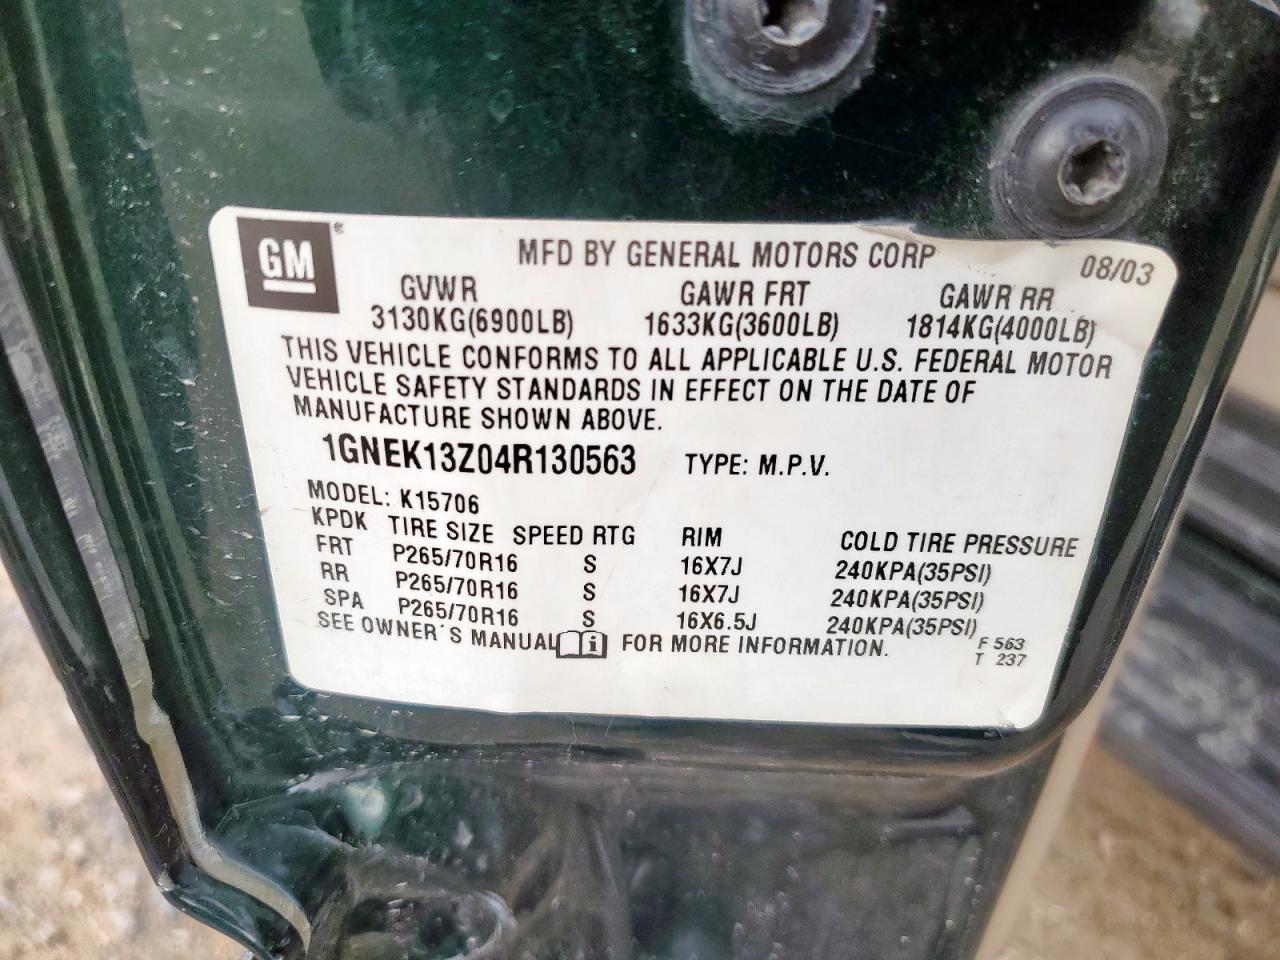 GM®
MFD BY GENERAL MOTORS CORP 08/03
GVWR GAWR FRT GAWR RR
3130KG(6900LB) 1633KG(3600LB) 1814KG(4000LB)
THIS VEHICLE CONFORMS TO ALL APPLICABLE U.S. FEDERAL MOTOR
VEHICLE SAFETY STANDARDS IN EFFECT ON THE DATE OF
MANUFACTURE SHOWN ABOVE.
1GNEK13Z04R130563 TYPE: M.P.V.
MODEL: K15706
KPDK TIRE SIZE SPEED RTG RIM COLD TIRE PRESSURE
FRT P265/70R16 S 16X7J 240KPA(35PSI)
RR P265/70R16 S 16X7J 240KPA(35PSI)
SPA P265/70R16 S 16X6.5J 240KPA(35PSI)
SEE OWNER'S MANUAL i FOR MORE INFORMATION.
F 563
T 237